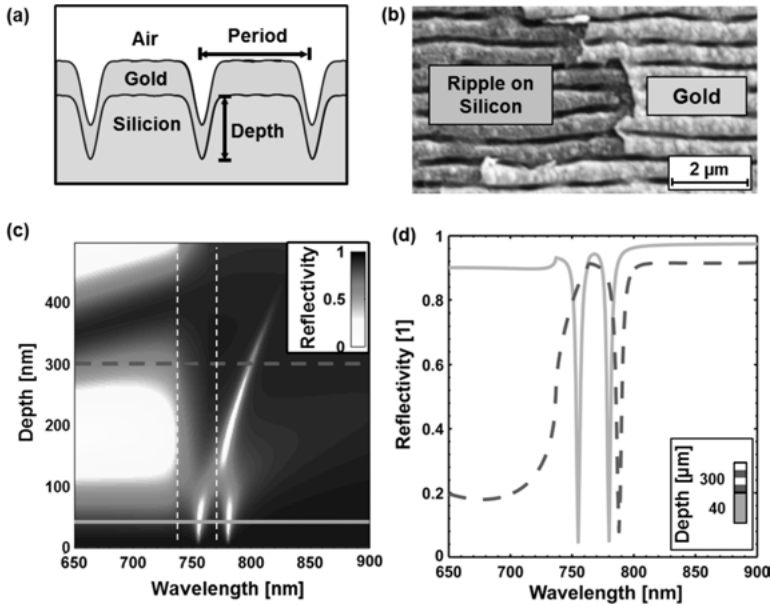 (a)
Air
Period
Gold
Silicion
Depth
(b)
Ripple on
Silicon
Gold
2 µm
(c)
Reflectivity
1
0.5
0
Depth [nm]
400
300
200
100
0
650
700
750
800
850
900
Wavelength [nm]
(d)
Reflectivity [1]
1
0.8
0.6
0.4
0.2
0
Depth [µm]
300
40
650
700
750
800
850
900
Wavelength [nm]